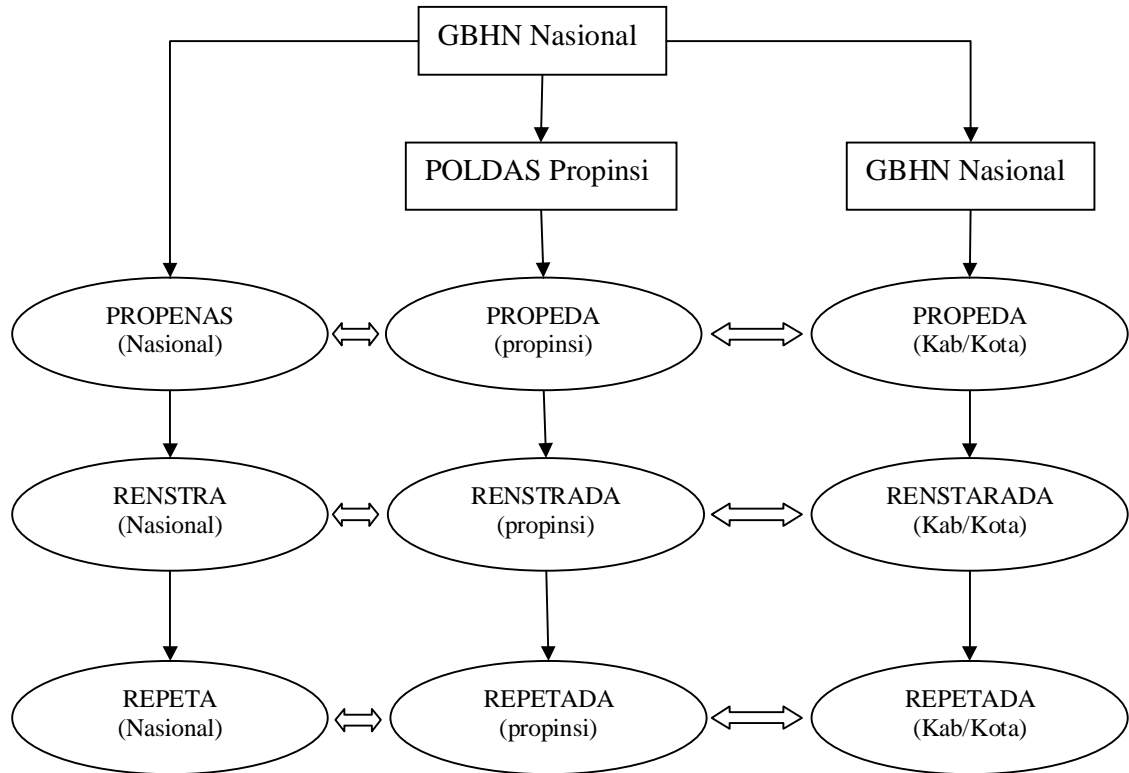 GBHN Nasional
POLDAS Propinsi
GBHN Nasional
PROPENAS
(Nasional)
PROPEDA
(propinsi)
PROPEDA
(Kab/Kota)
RENSTRA
(Nasional)
RENSTRADA
(propinsi)
RENSTARADA
(Kab/Kota)
REPETA
(Nasional)
REPETADA
(propinsi)
REPETADA
(Kab/Kota)